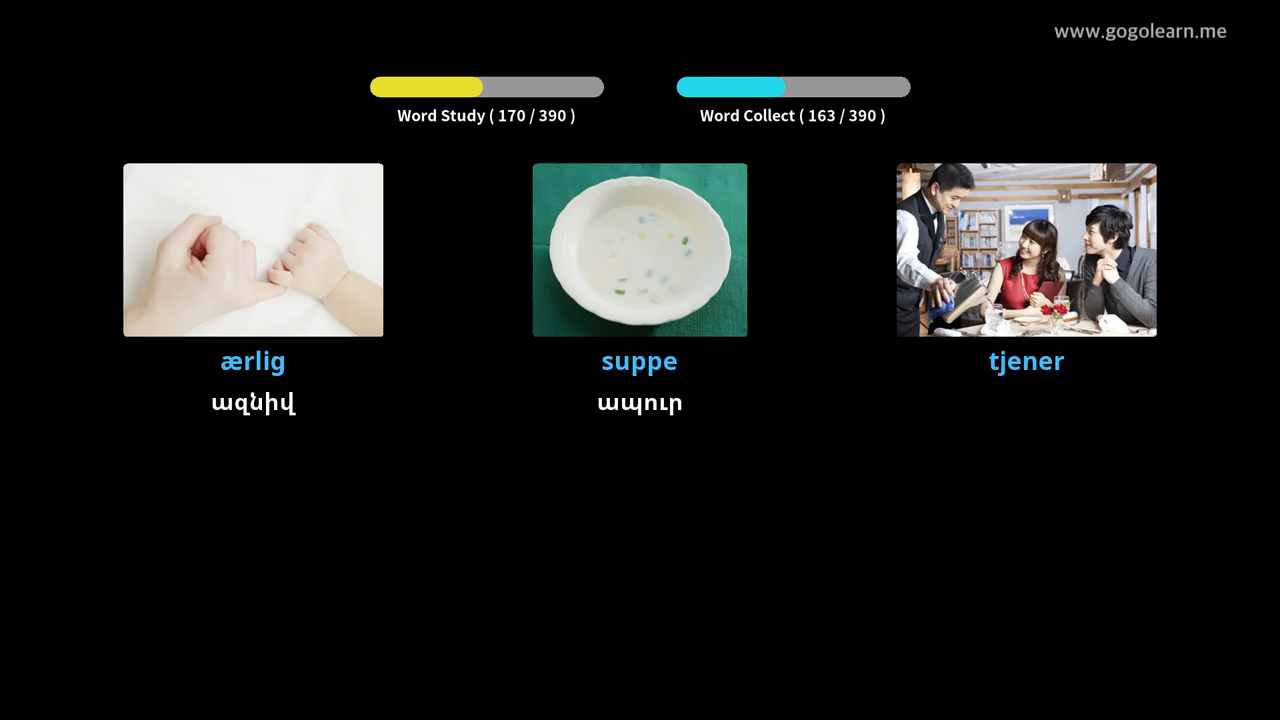 www.gogolearn.me
Word Study ( 170 / 390 )
Word Collect ( 163 / 390 )
ærlig
suppe
tjener
ազնիվ
ապուր